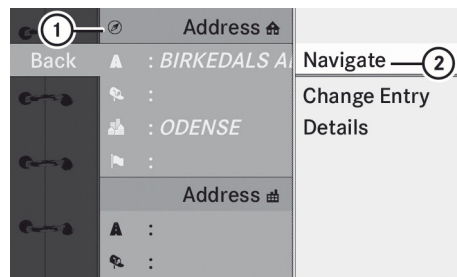 1 Address
Back A : BIRKEDALS A
:
: ODENSE
:
Address
A :
:
Navigate 2
Change Entry
Details